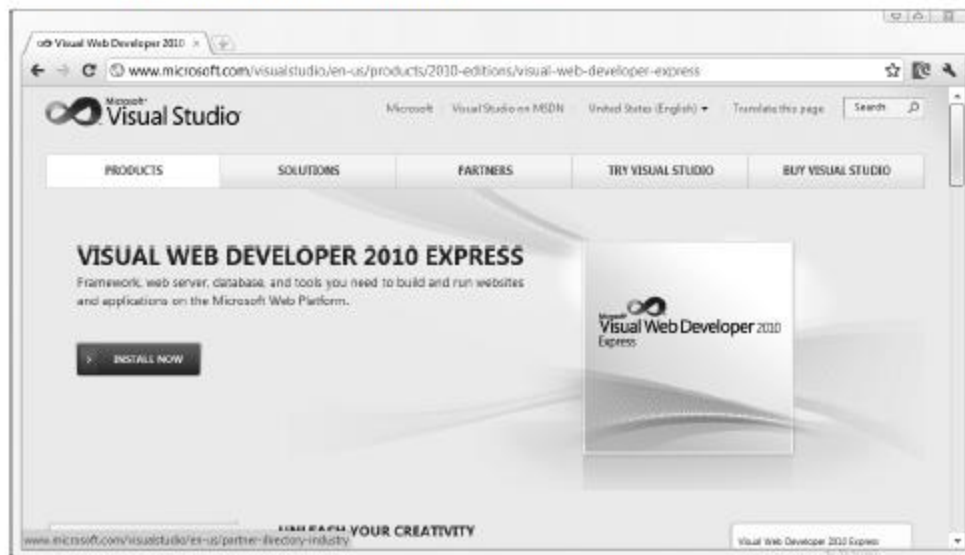 Visual Web Developer 2010 ×
www.microsoft.com/visualstudio/en-us/products/2010-editions/visual-web-developer-express
Microsoft
Visual Studio
Microsoft Visual Studio on MSDN United States (English) Translate this page Search
PRODUCTS SOLUTIONS PARTNERS TRY VISUAL STUDIO BUY VISUAL STUDIO
VISUAL WEB DEVELOPER 2010 EXPRESS
Framework, web server, database, and tools you need to build and run websites
and applications on the Microsoft Web Platform.
> INSTALL NOW
Microsoft
Visual Web Developer 2010
Express
UNLEASH YOUR CREATIVITY
www.microsoft.com/visualstudio/en-us/partner-directory-industry
Visual Web Developer 2010 Express